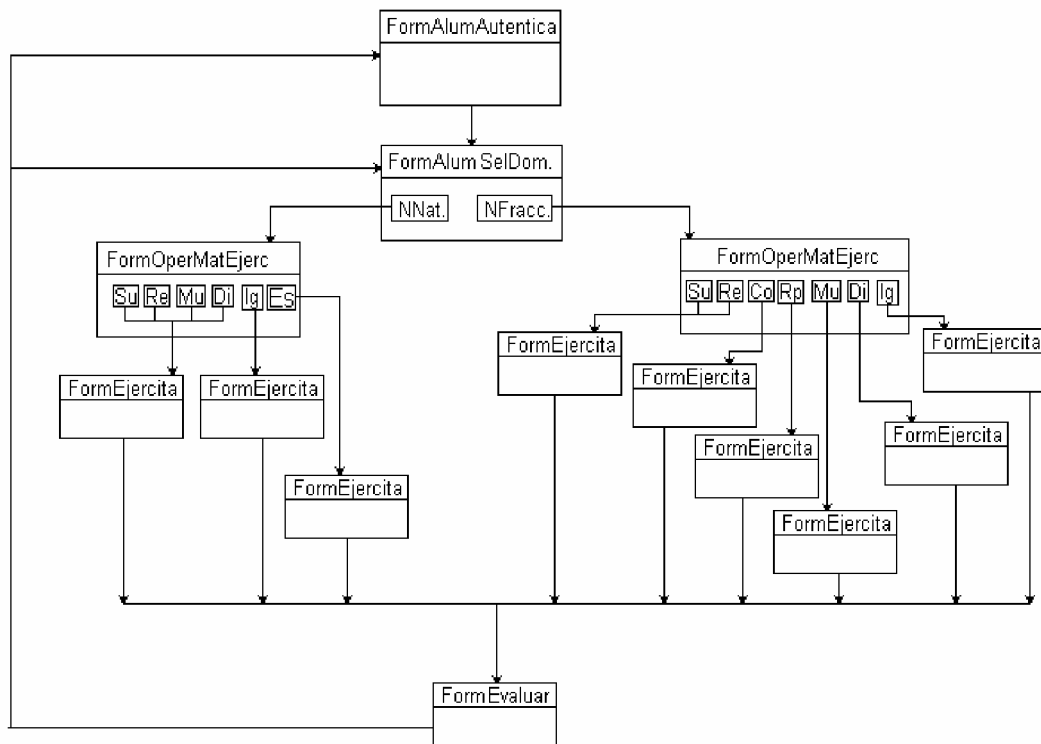 FormAlumAutentica
FormAlum SelDom.
NNat. NFracc.
FormOperMatEjerc
Su Re Mu Di Ig Es
FormOperMatEjerc
Su Re Co Rp Mu Di Ig
FormEjercita
FormEjercita
FormEjercita
FormEjercita
FormEjercita
FormEjercita
FormEjercita
FormEjercita
FormEjercita
FormEvaluar